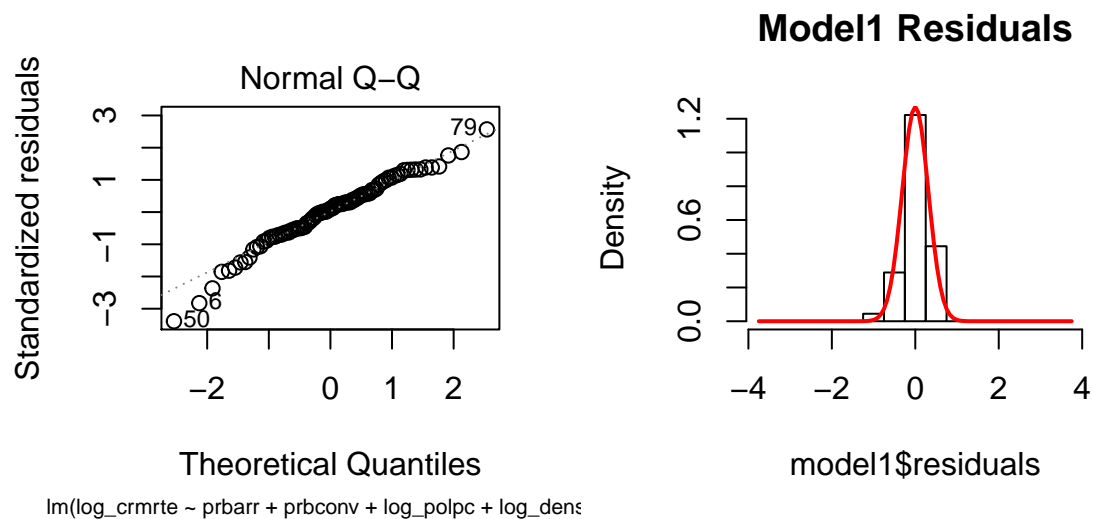 Normal Q−Q
Standardized residuals
3
1
−1
−3
79
6
50
−2
0
1
2
Theoretical Quantiles
lm(log_crmrte ~ prbarr + prbconv + log_polpc + log_dens
Model1 Residuals
Density
1.2
0.6
0.0
−4
−2
0
2
4
model1$residuals